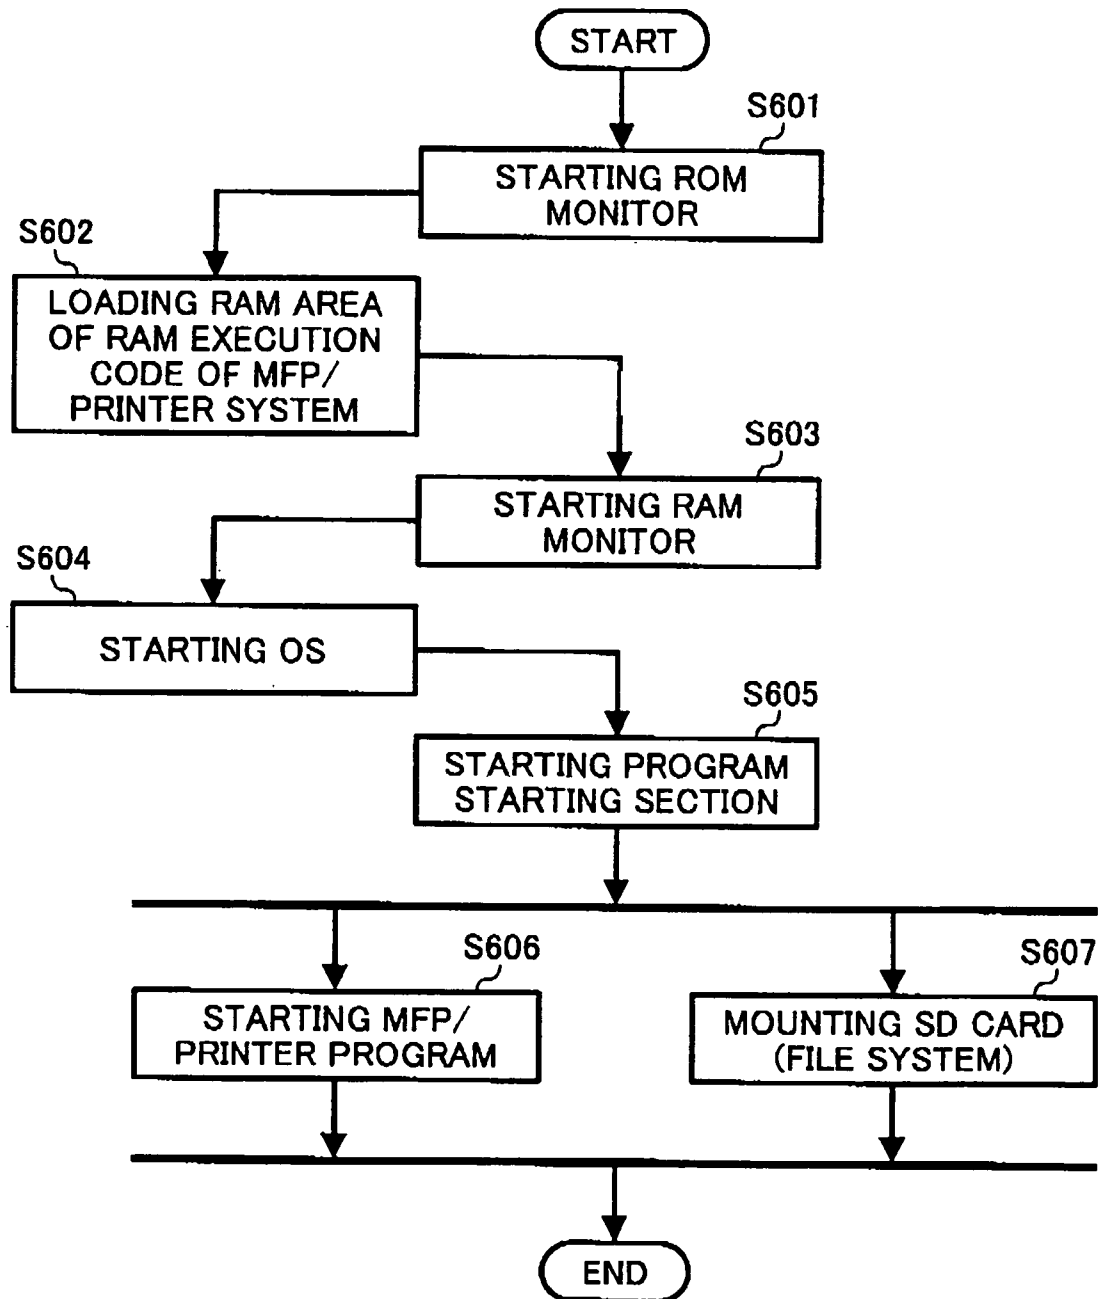 START
S601
STARTING ROM
MONITOR
S602
LOADING RAM AREA
OF RAM EXECUTION
CODE OF MFP/
PRINTER SYSTEM
S603
STARTING RAM
MONITOR
S604
STARTING OS
S605
STARTING PROGRAM
STARTING SECTION
S606
STARTING MFP/
PRINTER PROGRAM
S607
MOUNTING SD CARD
(FILE SYSTEM)
END